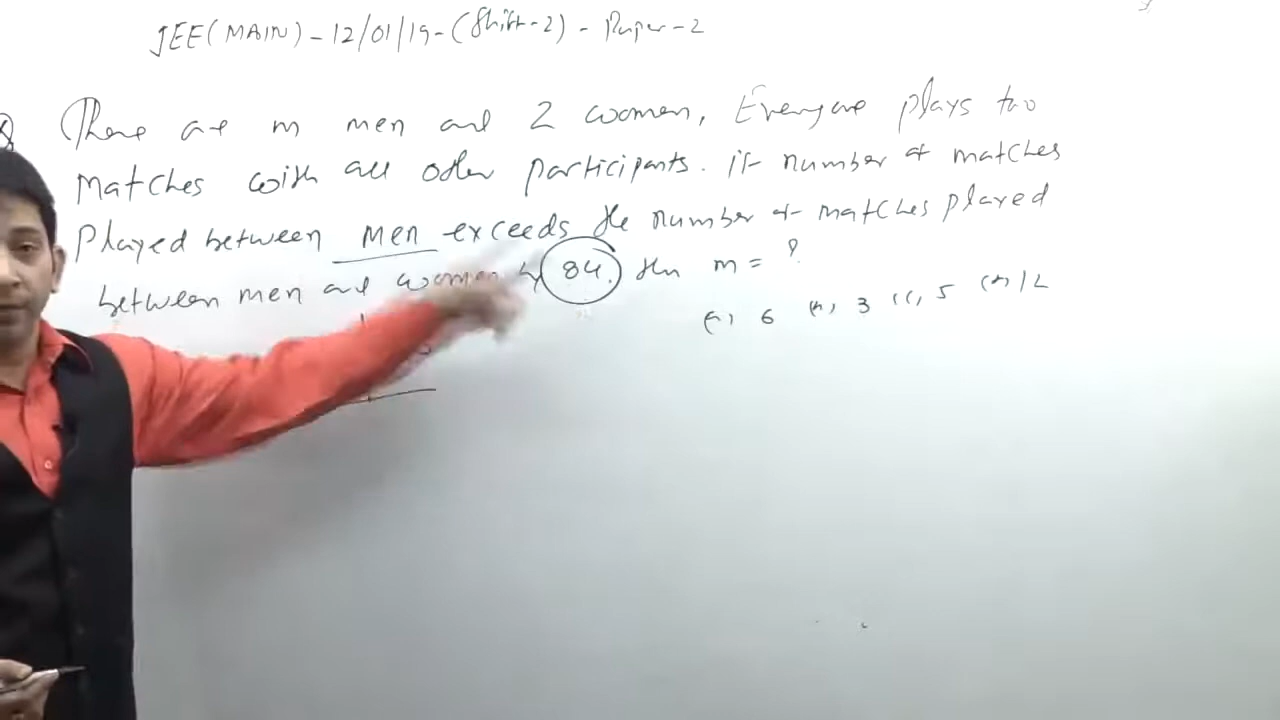 JEE(MAIN) - 12/01/19 - (Shift-2) - Paper-2
Q There are m men and 2 women, Everyone plays two
matches with all other participants. if number of matches
played between men exceeds the number of matches played
between men and women by 84. then m = ?
(a) 6 (b) 3 (c) 5 (d) 12